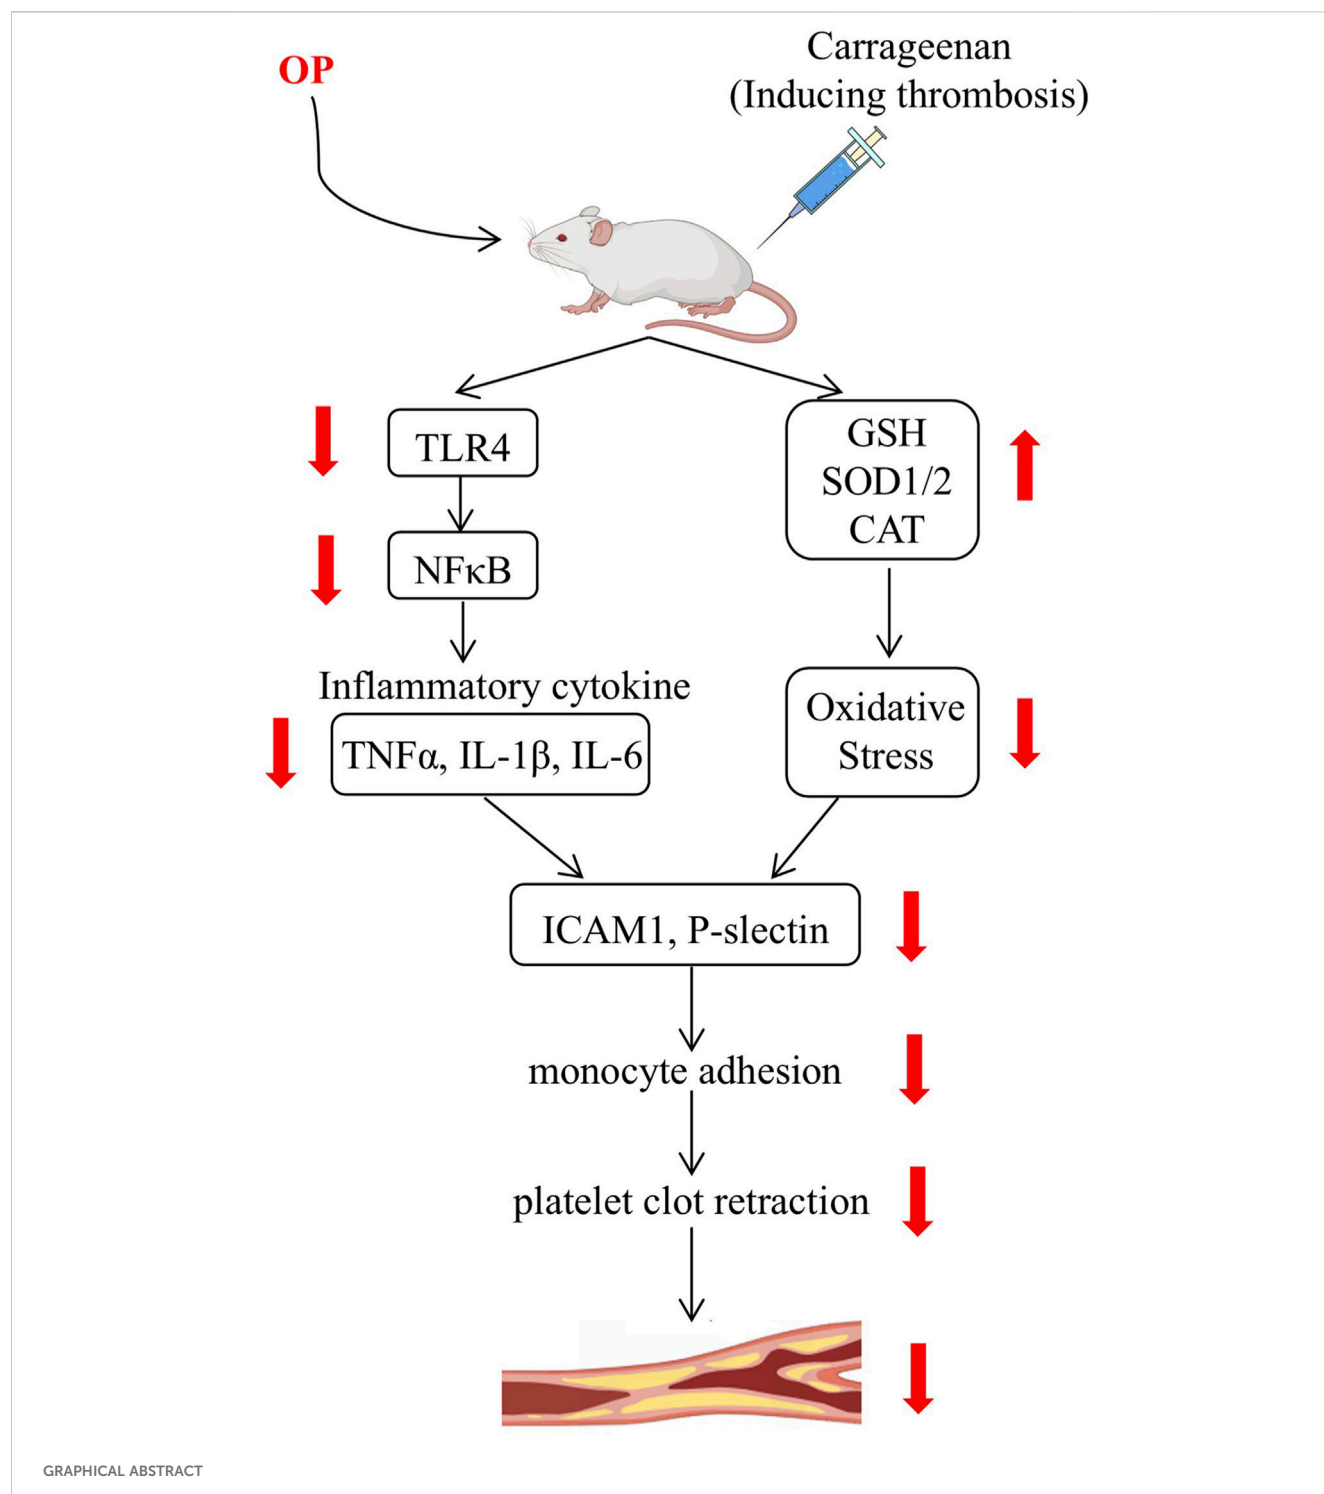 OP
Carrageenan
(Inducing thrombosis)
TLR4
NFκB
Inflammatory cytokine
TNFα, IL-1β, IL-6
GSH
SOD1/2
CAT
Oxidative
Stress
ICAM1, P-slectin
monocyte adhesion
platelet clot retraction
GRAPHICAL ABSTRACT